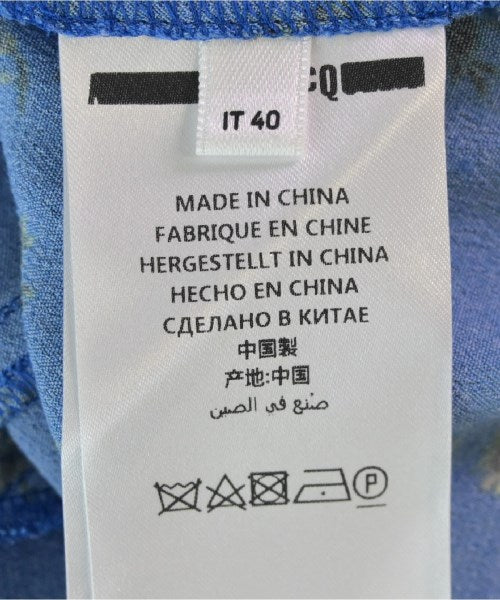 CQ
IT 40
MADE IN CHINA
FABRIQUE EN CHINE
HERGESTELLT IN CHINA
HECHO EN CHINA
СДЕЛАНО В КИТАЕ
中国製
产地:中国
صنع في الصين
P